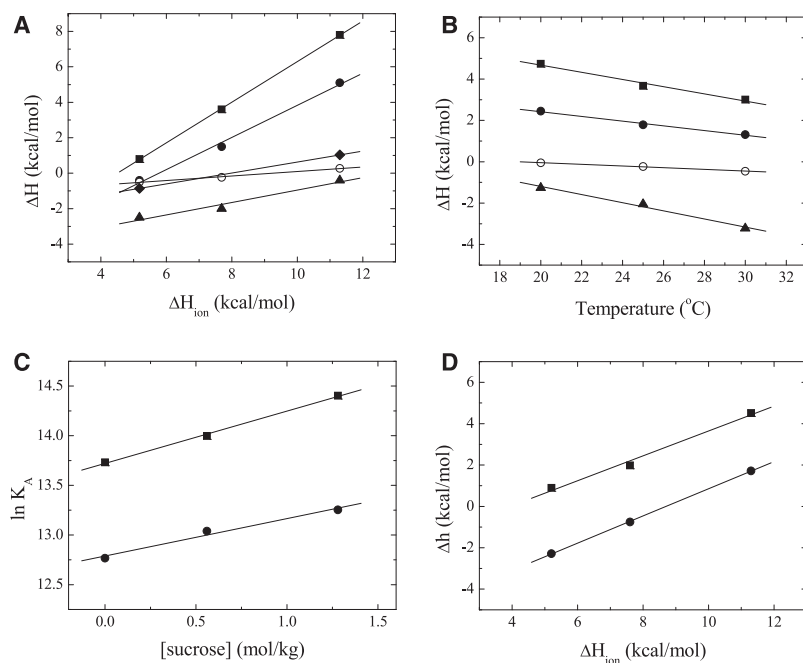 A
ΔH (kcal/mol)
8
6
4
2
0
-2
-4
4 6 8 10 12
ΔH_ion (kcal/mol)
B
ΔH (kcal/mol)
6
4
2
0
-2
-4
18 20 22 24 26 28 30 32
Temperature (°C)
C
ln K_A
14.5
14.0
13.5
13.0
12.5
0.0 0.5 1.0 1.5
[sucrose] (mol/kg)
D
Δh (kcal/mol)
6
4
2
0
-2
-4
4 6 8 10 12
ΔH_ion (kcal/mol)